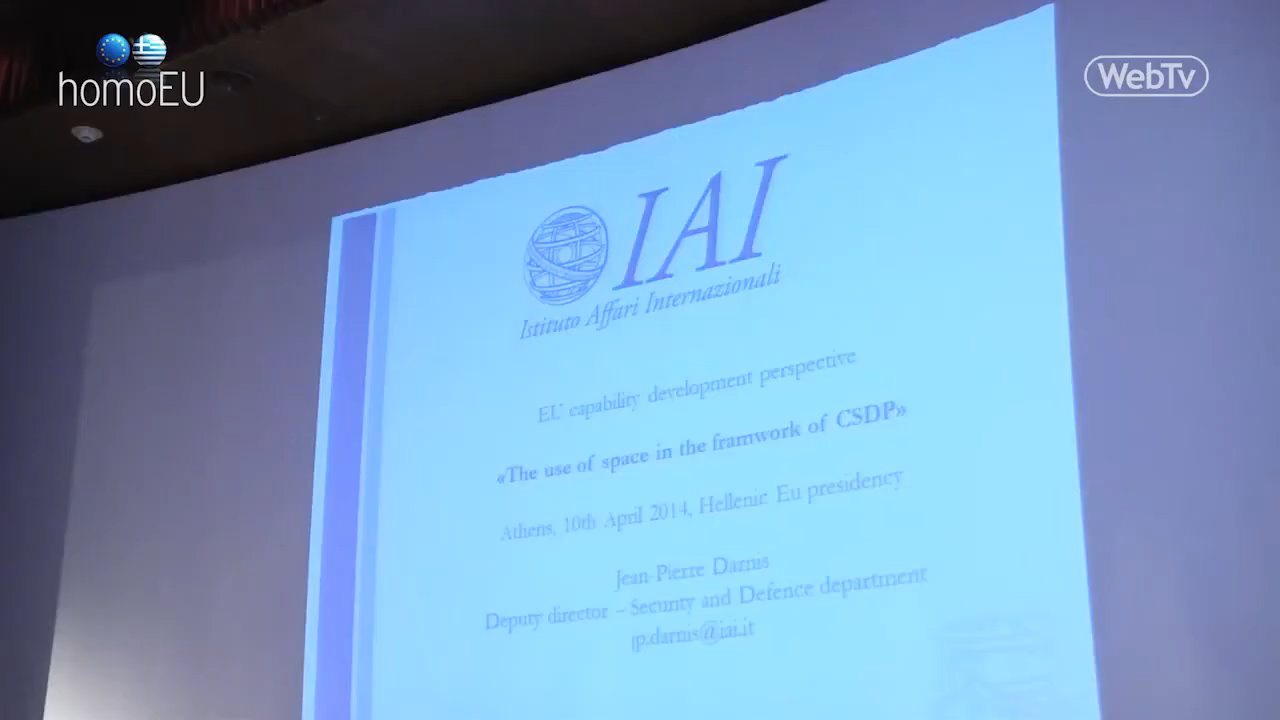 homoEU
WebTv
IAI
Istituto Affari Internazionali
EU capability development perspective
«The use of space in the framwork of CSDP»
Athens, 10th April 2014, Hellenic Eu presidency
Jean-Pierre Darnis
Deputy director – Security and Defence department
jp.darnis@iai.it